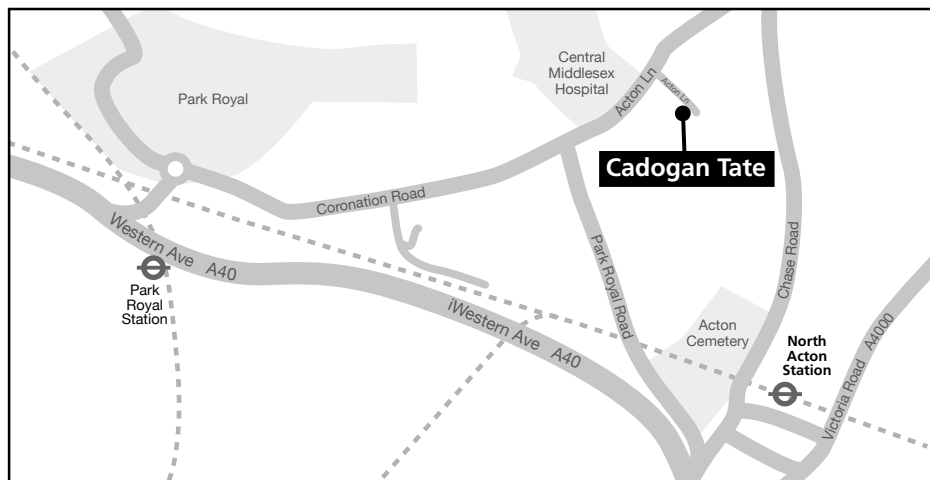 Park Royal
Central
Middlesex
Hospital
Acton Ln
Acton Ln
Cadogan Tate
Coronation Road
Western Ave A40
Park
Royal
Station
iWestern Ave A40
Park Royal Road
Chase Road
Acton
Cemetery
North
Acton
Station
Victoria Road A4000